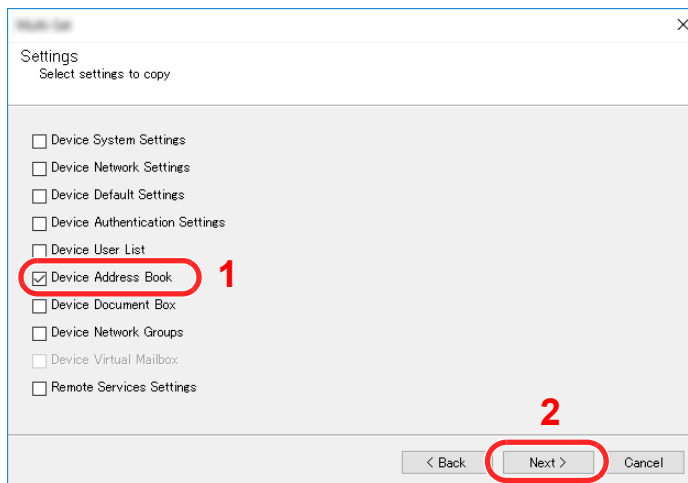 Settings
Select settings to copy
Device System Settings
Device Network Settings
Device Default Settings
Device Authentication Settings
Device User List
Device Address Book 1
Device Document Box
Device Network Groups
Device Virtual Mailbox
Remote Services Settings
2
< Back Next > Cancel